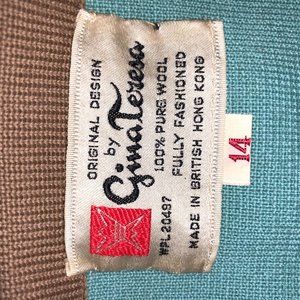 ORIGINAL DESIGN
by
Gina Teresa
100% PURE WOOL
FULLY FASHIONED
WPL 20497
MADE IN BRITISH HONG KONG
14